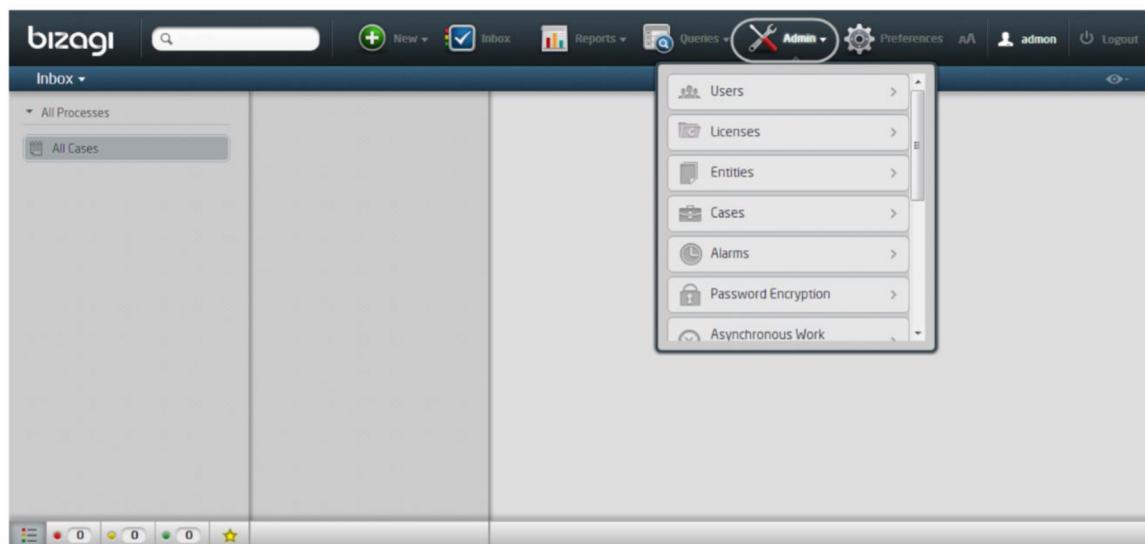 bizagi
New
Inbox
Reports
Queries
Admin
Preferences
AA
admon
Logout
Inbox
All Processes
All Cases
Users
Licenses
Entities
Cases
Alarms
Password Encryption
Asynchronous Work
0
0
0